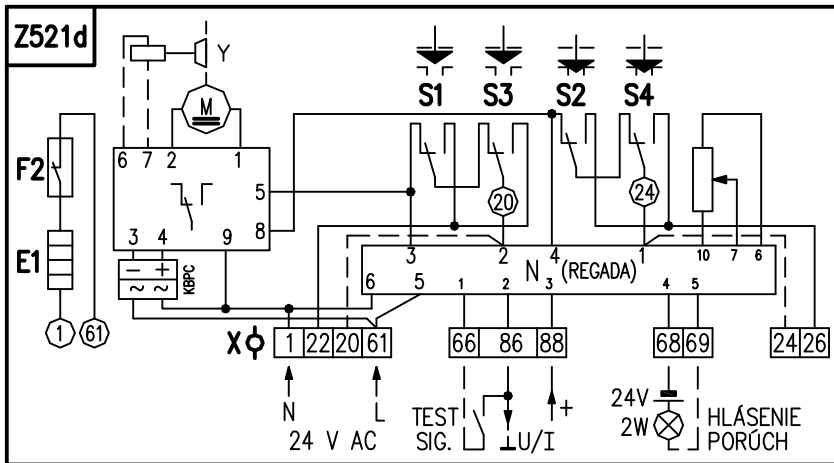 Z521d
Y
M
S1 S3 S2 S4
6 7 2 1
F2
5
8
20
24
3 4 9
3 2 4 1 10 7 6
E1
KBPC
N (REGADA)
6 5 1 2 3 4 5
1 61
X 1 22 20 61 66 86 88 68 69 24 26
N L
24 V AC
TEST
SIG.
U/I
+
24V
2W
HLÁSENIE
PORÚCH